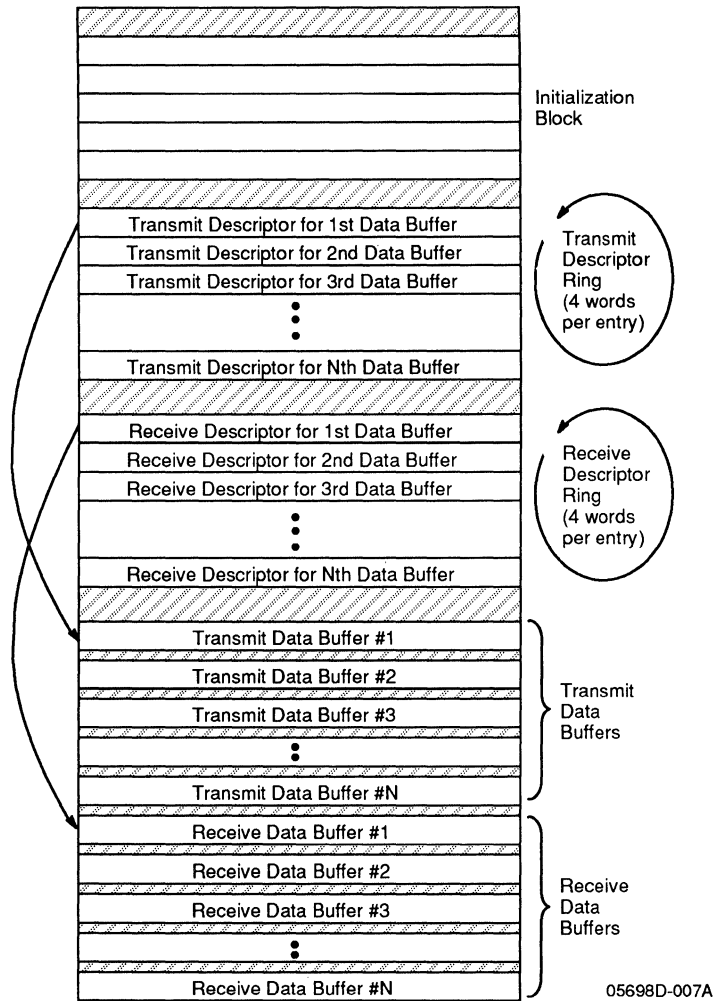 Initialization
Block
Transmit Descriptor for 1st Data Buffer
Transmit Descriptor for 2nd Data Buffer
Transmit Descriptor for 3rd Data Buffer
Transmit Descriptor for Nth Data Buffer
Transmit
Descriptor
Ring
(4 words
per entry)
Receive Descriptor for 1st Data Buffer
Receive Descriptor for 2nd Data Buffer
Receive Descriptor for 3rd Data Buffer
Receive Descriptor for Nth Data Buffer
Receive
Descriptor
Ring
(4 words
per entry)
Transmit Data Buffer #1
Transmit Data Buffer #2
Transmit Data Buffer #3
Transmit Data Buffer #N
Transmit
Data
Buffers
Receive Data Buffer #1
Receive Data Buffer #2
Receive Data Buffer #3
Receive Data Buffer #N
Receive
Data
Buffers
05698D-007A